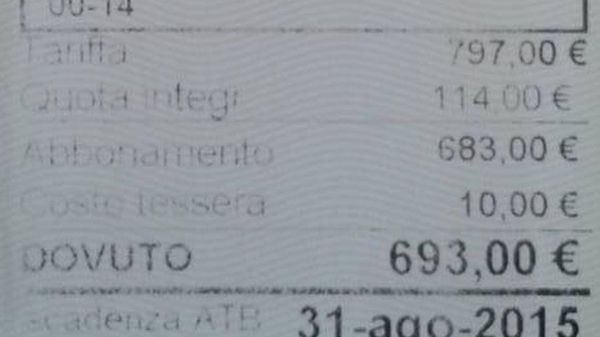 00-14
Tariffa 797,00 €
Quota integr 114,00 €
Abbonamento 683,00 €
Costo tessera 10,00 €
DOVUTO 693,00 €
scadenza ATB 31-ago-2015